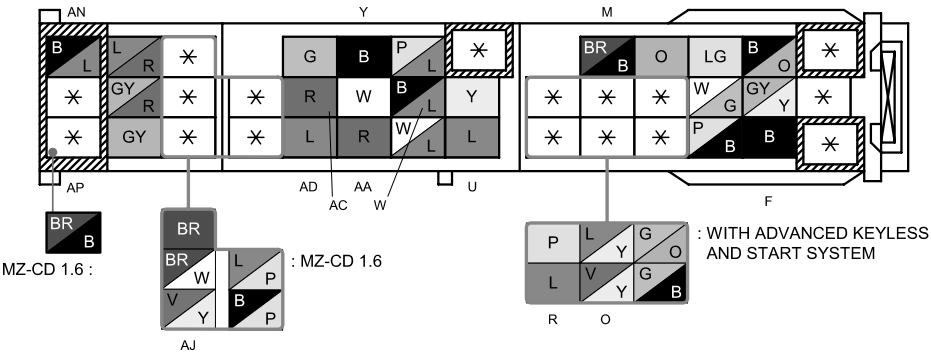 AN Y M
B L R * G B P * BR O LG B *
L R B O
* GY * * R W B Y * * * W GY *
R L G Y
* GY * * L R W L * * * P B *
L B
AP AD AA U F
AC W
BR
B
MZ-CD 1.6 :
BR
BR L : MZ-CD 1.6
W P
V B
Y P
AJ
P L G : WITH ADVANCED KEYLESS
Y O AND START SYSTEM
L V G
Y B
R O